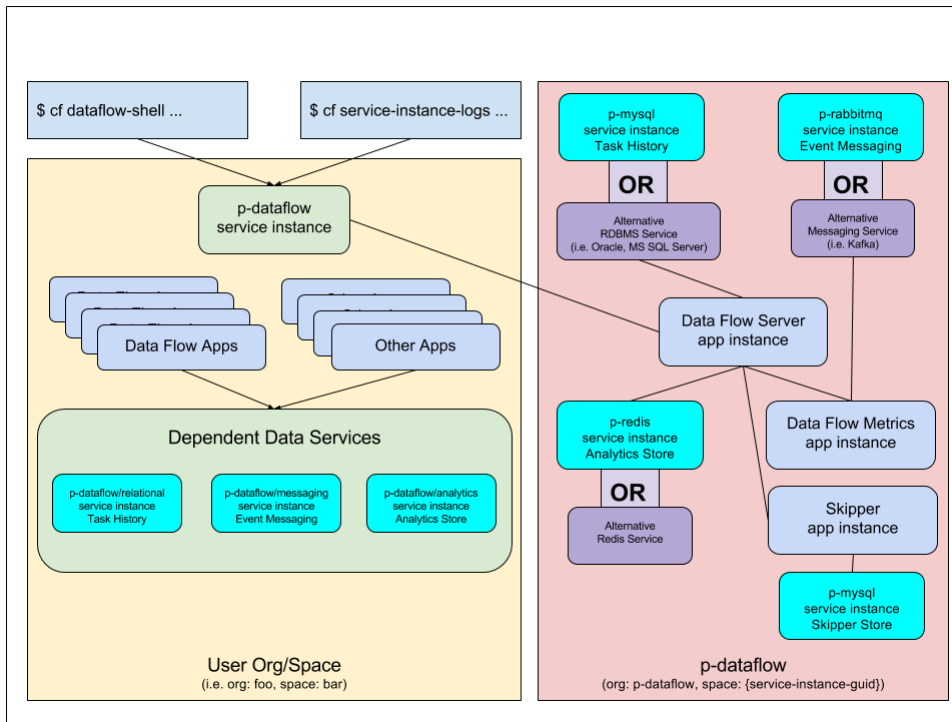 $ cf dataflow-shell ...
$ cf service-instance-logs ...
p-dataflow
service instance
Data Flow Apps
Other Apps
Dependent Data Services
p-dataflow/relational
service instance
Task History
p-dataflow/messaging
service instance
Event Messaging
p-dataflow/analytics
service instance
Analytics Store
User Org/Space
(i.e. org: foo, space: bar)
p-mysql
service instance
Task History
OR
Alternative
RDBMS Service
(i.e. Oracle, MS SQL Server)
p-rabbitmq
service instance
Event Messaging
OR
Alternative
Messaging Service
(i.e. Kafka)
Data Flow Server
app instance
p-redis
service instance
Analytics Store
OR
Alternative
Redis Service
Data Flow Metrics
app instance
Skipper
app instance
p-mysql
service instance
Skipper Store
p-dataflow
(org: p-dataflow, space: {service-instance-guid})